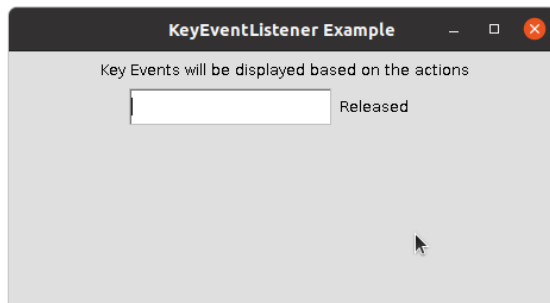 KeyEventListener Example
Key Events will be displayed based on the actions
Released